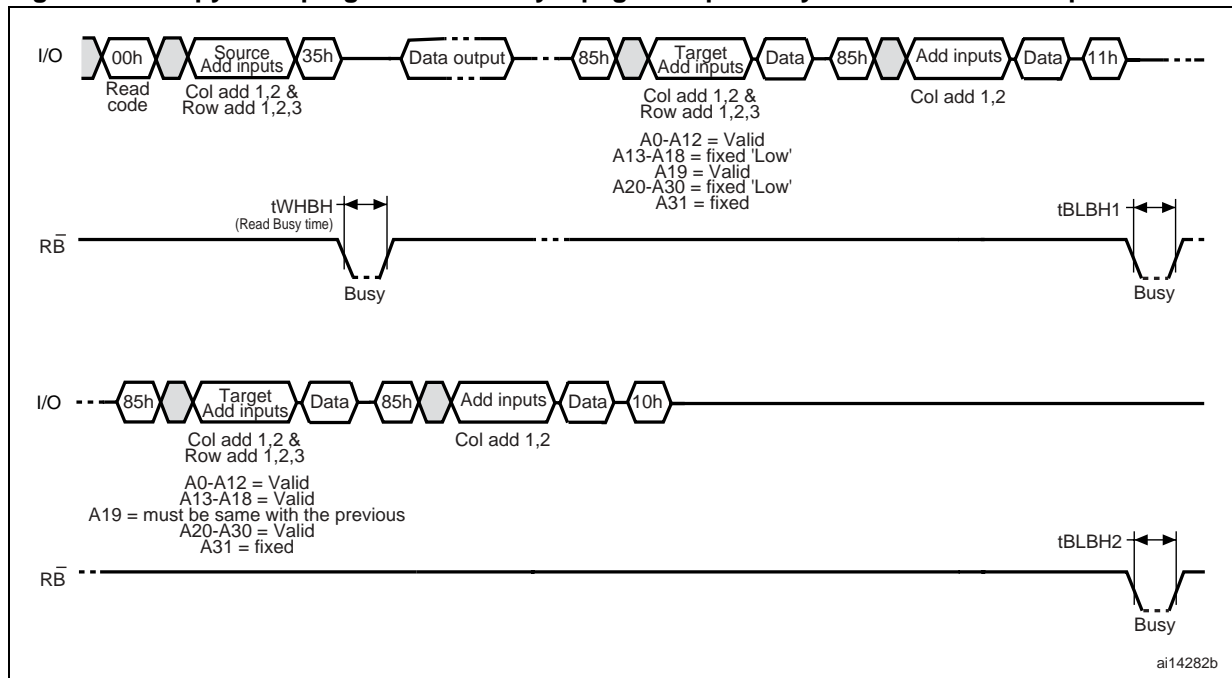 I/O 00h Source Add inputs 35h Data output 85h Target Add inputs Data 85h Add inputs Data 11h
Read code
Col add 1,2 &
Row add 1,2,3
Col add 1,2 &
Row add 1,2,3
A0-A12 = Valid
A13-A18 = fixed 'Low'
A19 = Valid
A20-A30 = fixed 'Low'
A31 = fixed
Col add 1,2
tWHBH
(Read Busy time)
tBLBH1
RB
Busy
Busy
I/O 85h Target Add inputs Data 85h Add inputs Data 10h
Col add 1,2 &
Row add 1,2,3
A0-A12 = Valid
A13-A18 = Valid
A19 = must be same with the previous
A20-A30 = Valid
A31 = fixed
Col add 1,2
tBLBH2
RB
Busy
ai14282b